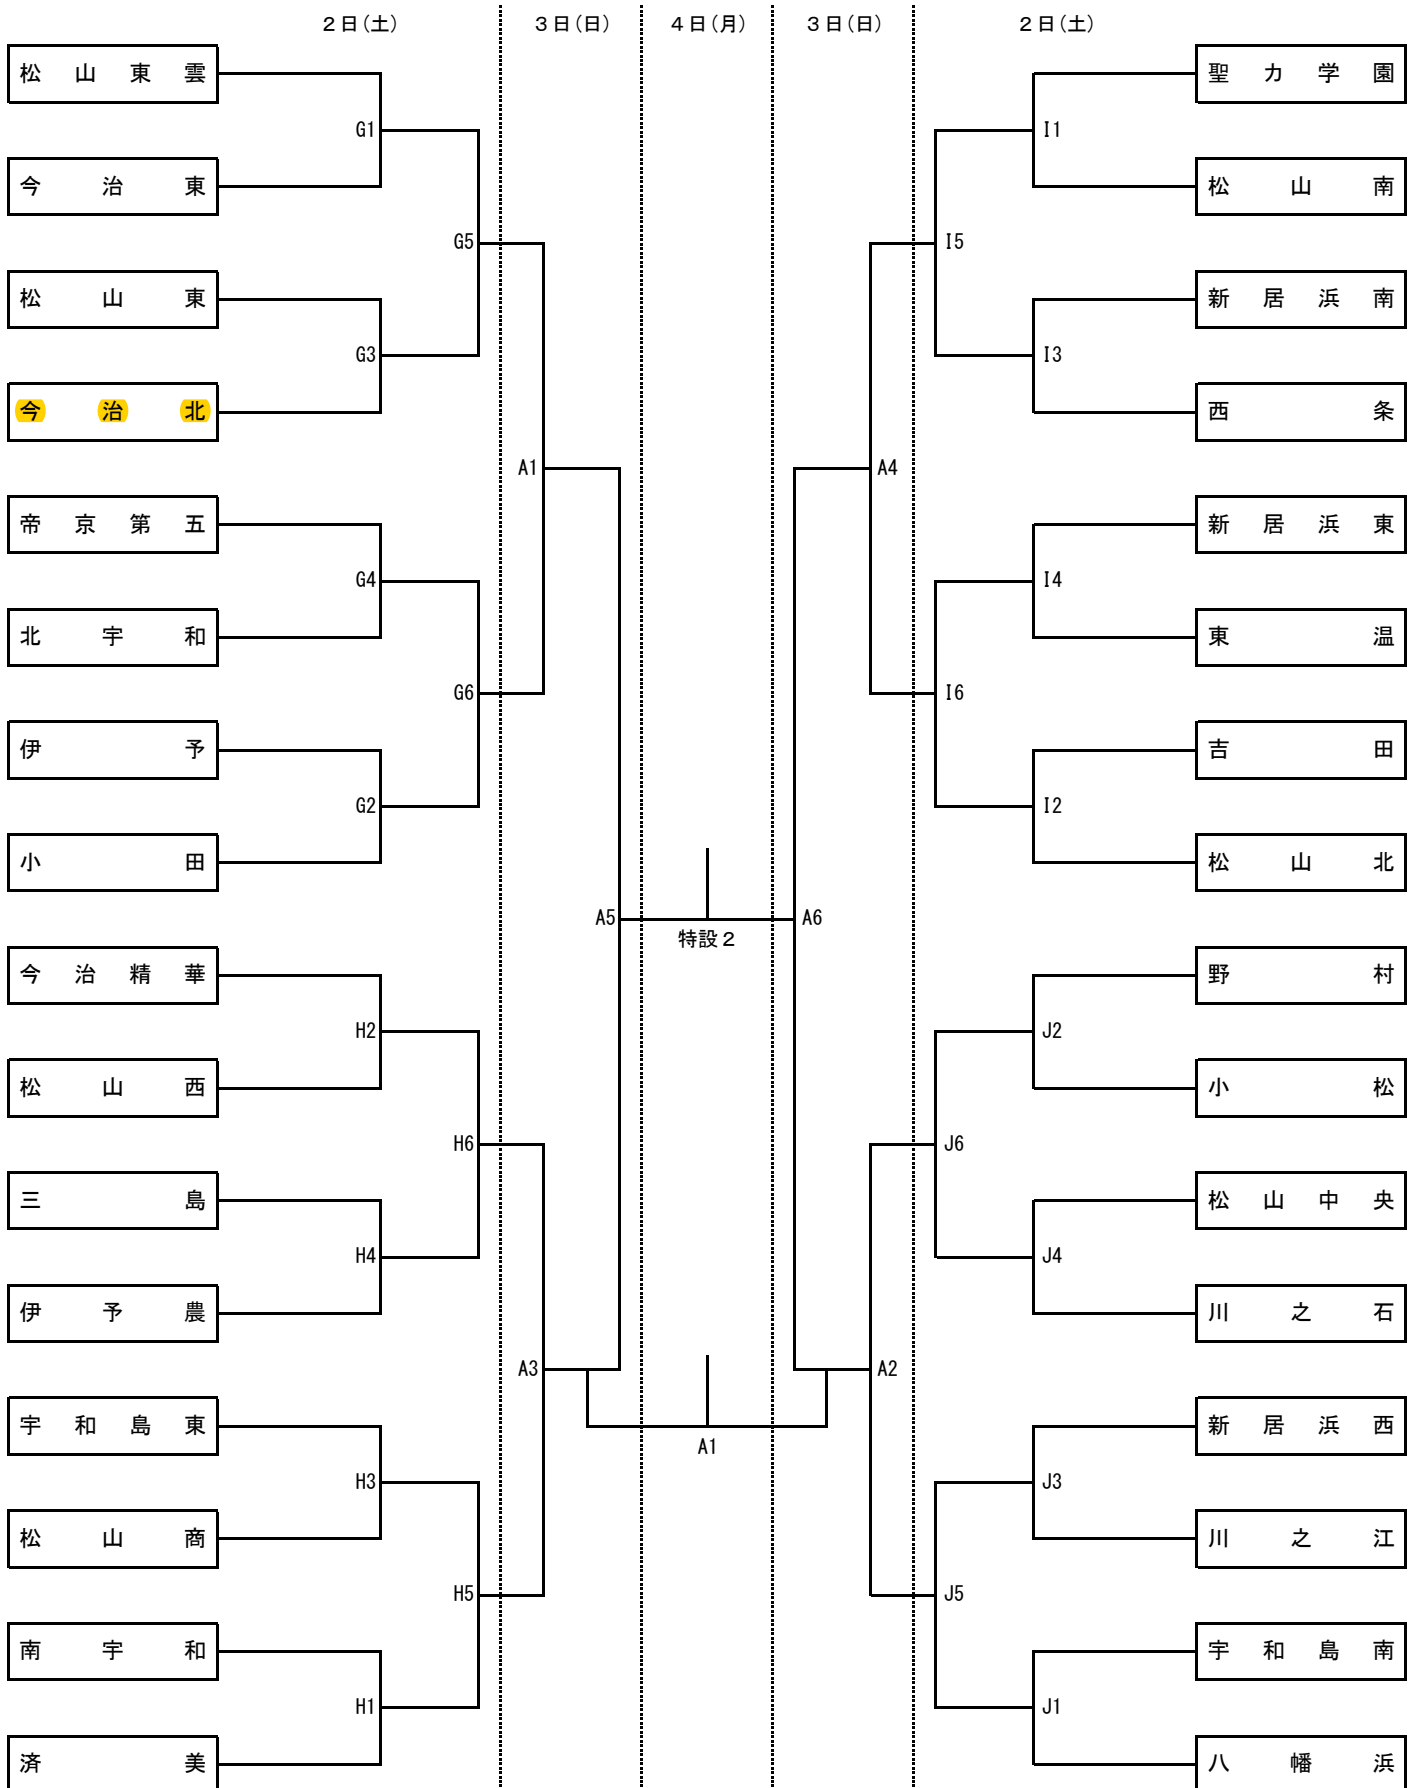 2日(土) 3日(日) 4日(月) 3日(日) 2日(土)
松山東雲 聖カ学園
G1 I1
今治東 松山南
G5 I5
松山東 新居浜南
G3 I3
今治北 西条
A1 A4
帝京第五 新居浜東
G4 I4
北宇和 東温
G6 I6
伊予 吉田
G2 I2
小田 松山北
A5 A6
特設2
今治精華 野村
H2 J2
松山西 小松
H6 J6
三島 松山中央
H4 J4
伊予農 川之石
A3 A2
宇和島東 新居浜西
A1
H3 J3
松山商 川之江
H5 J5
南宇和 宇和島南
H1 J1
済美 八幡浜